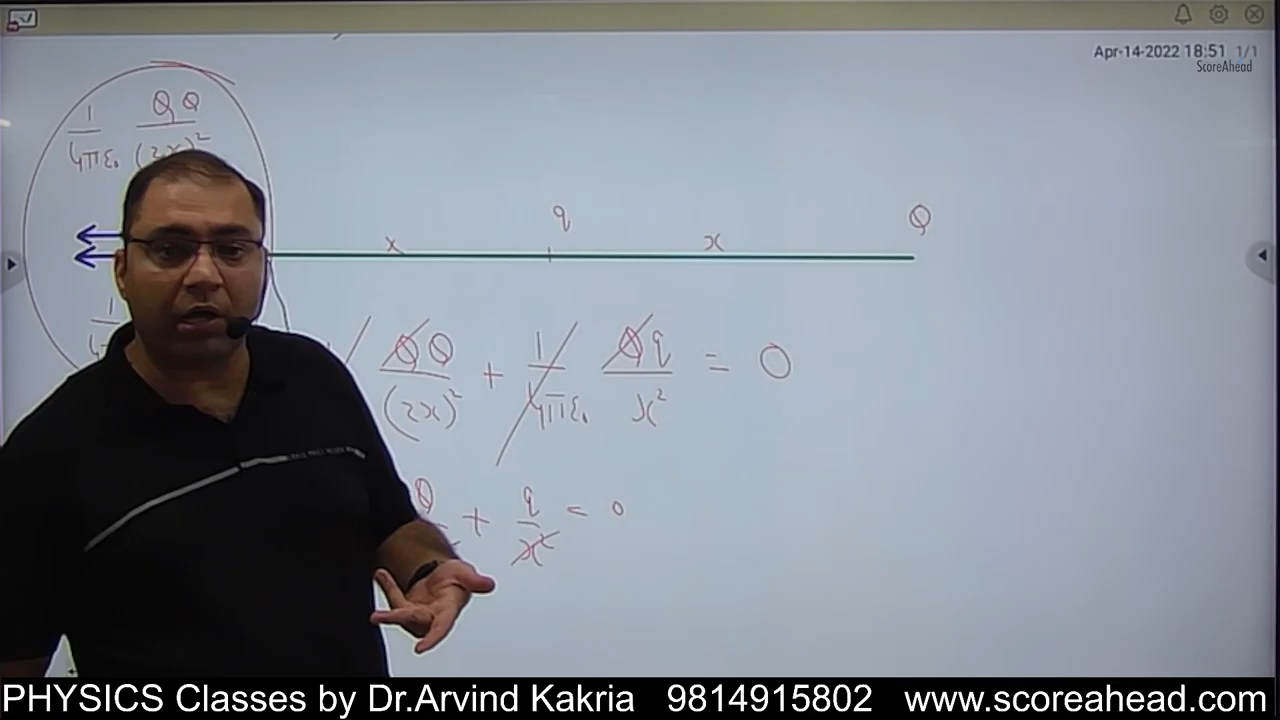 Apr-14-2022 18:51 1/1
ScoreAhead
1 QQ
4πε₀ (2x)²
q Q
x x
QQ/(2x)² + 1/4πε₀ Qq/x² = 0
Q + q/x² = 0
PHYSICS Classes by Dr.Arvind Kakria 9814915802 www.scoreahead.com